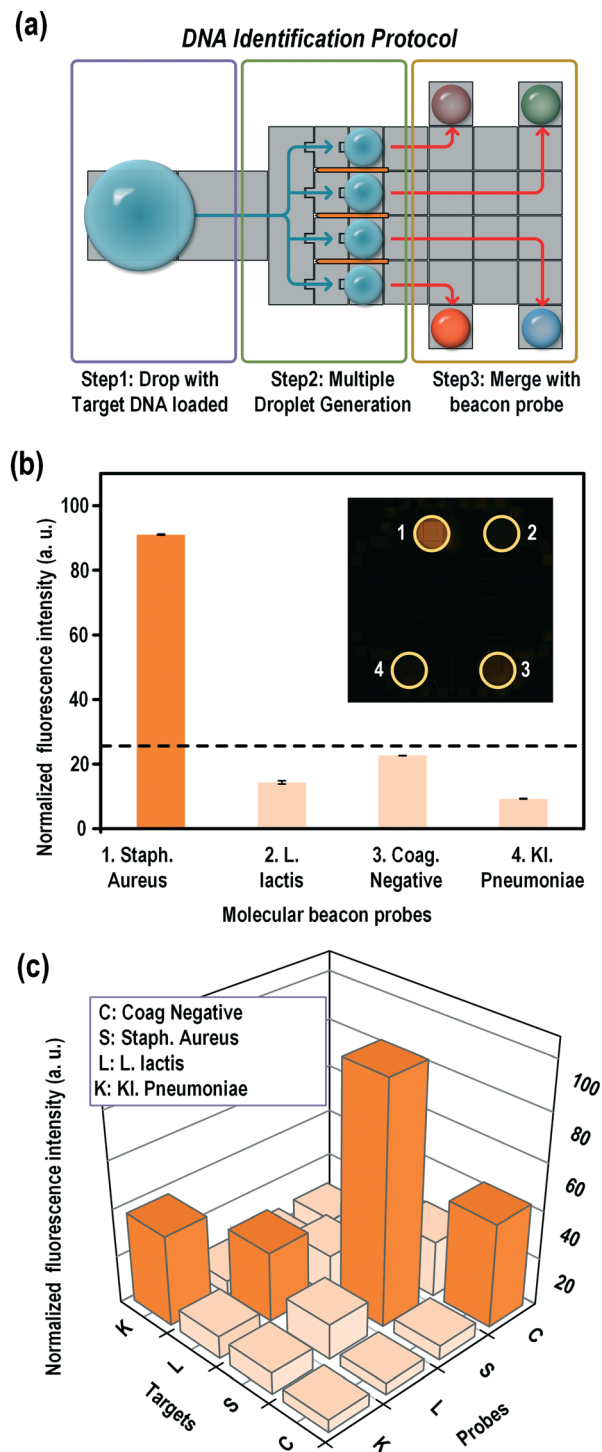 (a)
DNA Identification Protocol
Step1: Drop with
Target DNA loaded
Step2: Multiple
Droplet Generation
Step3: Merge with
beacon probe
(b)
Normalized fluorescence intensity (a. u.)
100
80
60
40
20
0
1
2
4
3
1. Staph.
Aureus
2. L.
lactis
3. Coag.
Negative
4. Kl.
Pneumoniae
Molecular beacon probes
(c)
Normalized fluorescence intensity (a. u.)
C: Coag Negative
S: Staph. Aureus
L: L. lactis
K: Kl. Pneumoniae
100
80
60
40
20
K
L
S
C
Targets
K
L
S
C
Probes